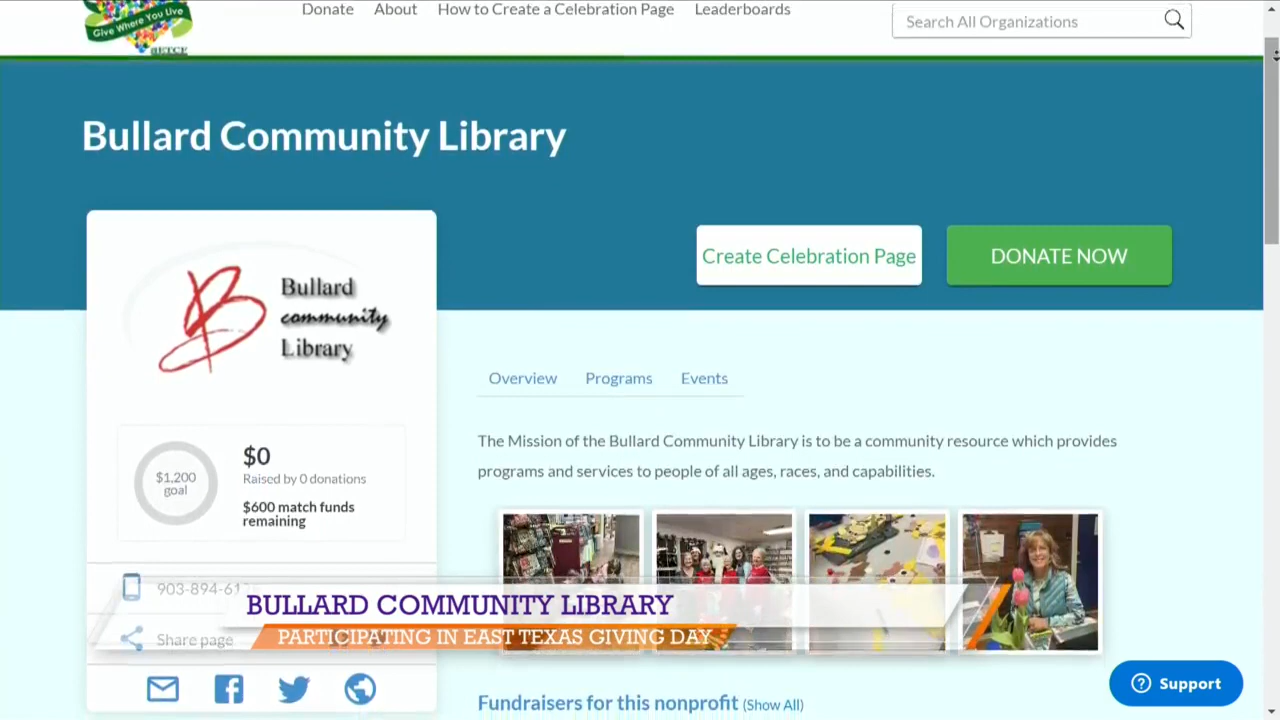 Donate About How to Create a Celebration Page Leaderboards
Give Where You Live
@ETCF
Search All Organizations
Bullard Community Library
Create Celebration Page
DONATE NOW
Bullard
community
Library
Overview Programs Events
The Mission of the Bullard Community Library is to be a community resource which provides
programs and services to people of all ages, races, and capabilities.
$1,200
goal
$0
Raised by 0 donations
$600 match funds
remaining
903-894-61
BULLARD COMMUNITY LIBRARY
PARTICIPATING IN EAST TEXAS GIVING DAY
Share page
Fundraisers for this nonprofit (Show All)
Support